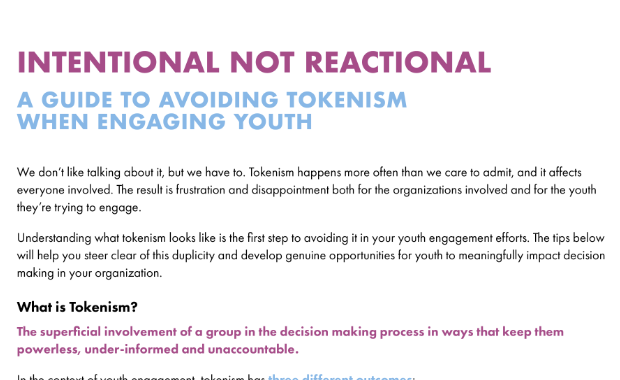 INTENTIONAL NOT REACTIONAL
A GUIDE TO AVOIDING TOKENISM
WHEN ENGAGING YOUTH
We don't like talking about it, but we have to. Tokenism happens more often than we care to admit, and it affects
everyone involved. The result is frustration and disappointment both for the organizations involved and for the youth
they're trying to engage.
Understanding what tokenism looks like is the first step to avoiding it in your youth engagement efforts. The tips below
will help you steer clear of this duplicity and develop genuine opportunities for youth to meaningfully impact decision
making in your organization.
What is Tokenism?
The superficial involvement of a group in the decision making process in ways that keep them
powerless, under-informed and unaccountable.
In the context of youth engagement, tokenism has three different outcomes: